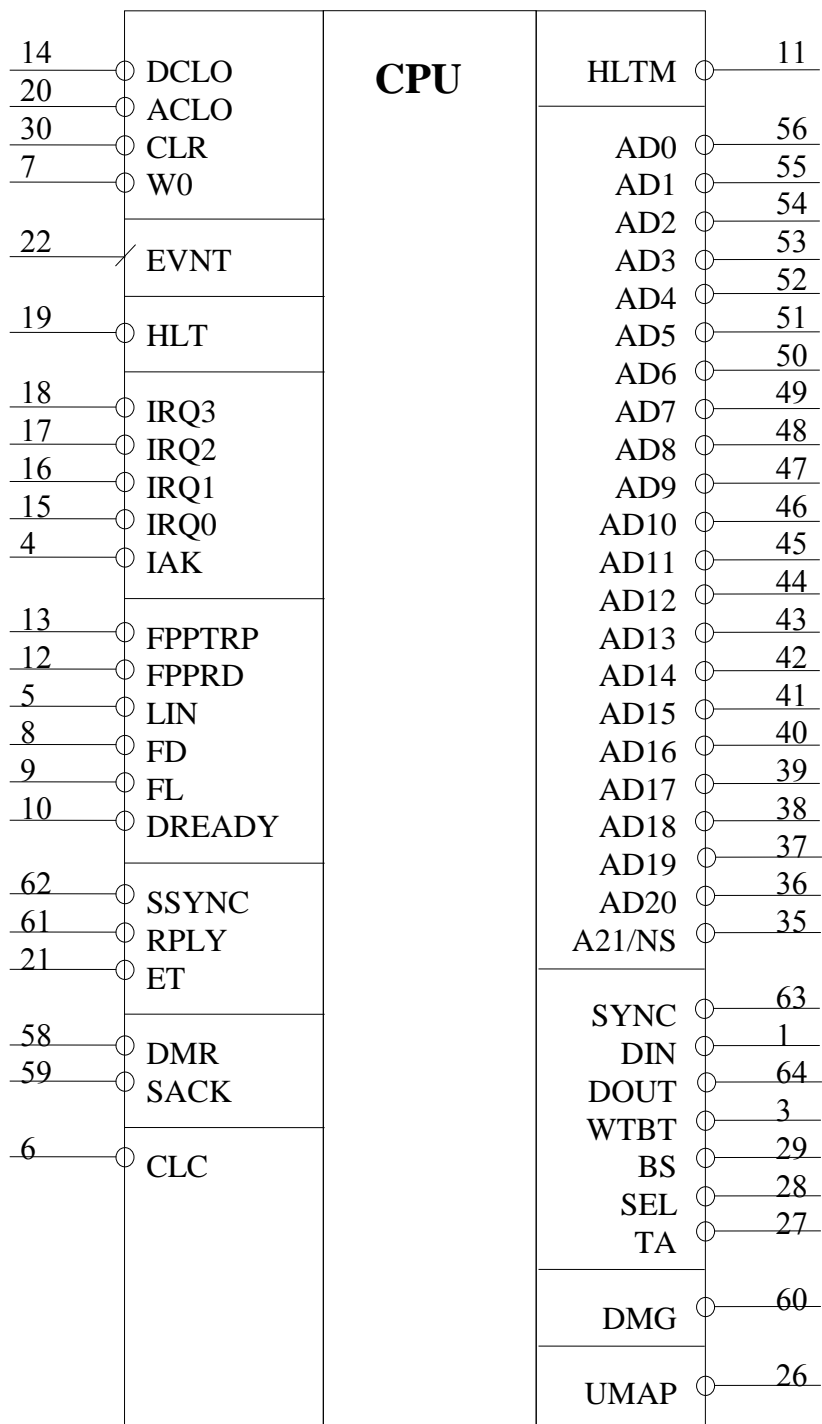 CPU
14 DCLO
20 ACLO
30 CLR
7 W0
22 EVNT
19 HLT
18 IRQ3
17 IRQ2
16 IRQ1
15 IRQ0
4 IAK
13 FPPTRP
12 FPPRD
5 LIN
8 FD
9 FL
10 DREADY
62 SSYNC
61 RPLY
21 ET
58 DMR
59 SACK
6 CLC
HLTM 11
AD0 56
AD1 55
AD2 54
AD3 53
AD4 52
AD5 51
AD6 50
AD7 49
AD8 48
AD9 47
AD10 46
AD11 45
AD12 44
AD13 43
AD14 42
AD15 41
AD16 40
AD17 39
AD18 38
AD19 37
AD20 36
A21/NS 35
SYNC 63
DIN 1
DOUT 64
WTBT 3
BS 29
SEL 28
TA 27
DMG 60
UMAP 26